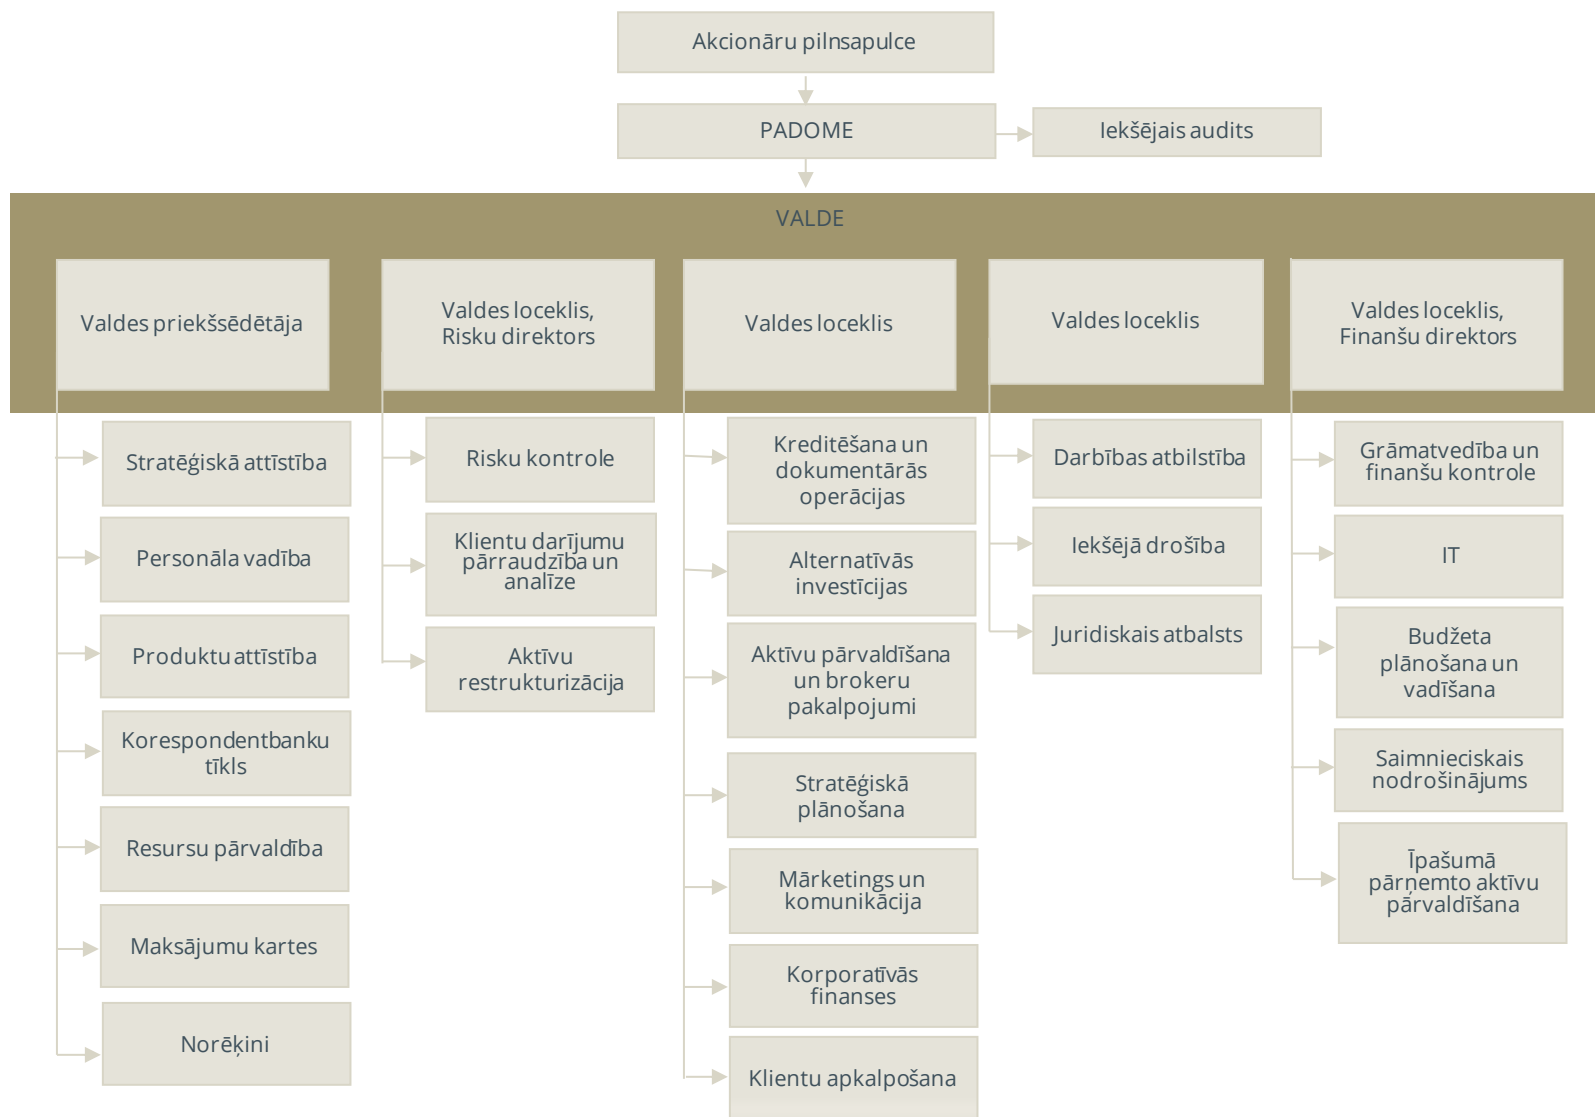 Akcionāru pilnsapulce
PADOME
Iekšējais audits
VALDE
Valdes priekšsēdētāja
Valdes loceklis,
Risku direktors
Valdes loceklis
Valdes loceklis
Valdes loceklis,
Finanšu direktors
Stratēģiskā attīstība
Personāla vadība
Produktu attīstība
Korespondentbanku
tīkls
Resursu pārvaldība
Maksājumu kartes
Norēķini
Risku kontrole
Klientu darījumu
pārraudzība un
analīze
Aktīvu
restrukturizācija
Kreditēšana un
dokumentārās
operācijas
Alternatīvās
investīcijas
Aktīvu pārvaldīšana
un brokeru
pakalpojumi
Stratēģiskā
plānošana
Mārketings un
komunikācija
Korporatīvās
finanses
Klientu apkalpošana
Darbības atbilstība
Iekšējā drošība
Juridiskais atbalsts
Grāmatvedība un
finanšu kontrole
IT
Budžeta
plānošana un
vadīšana
Saimnieciskais
nodrošinājums
Īpašumā
pārņemto aktīvu
pārvaldīšana